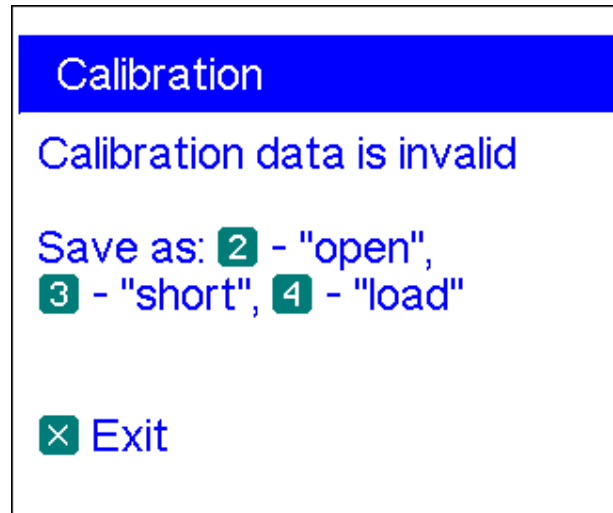 Calibration
Calibration data is invalid
Save as: 2 - "open",
3 - "short", 4 - "load"
× Exit